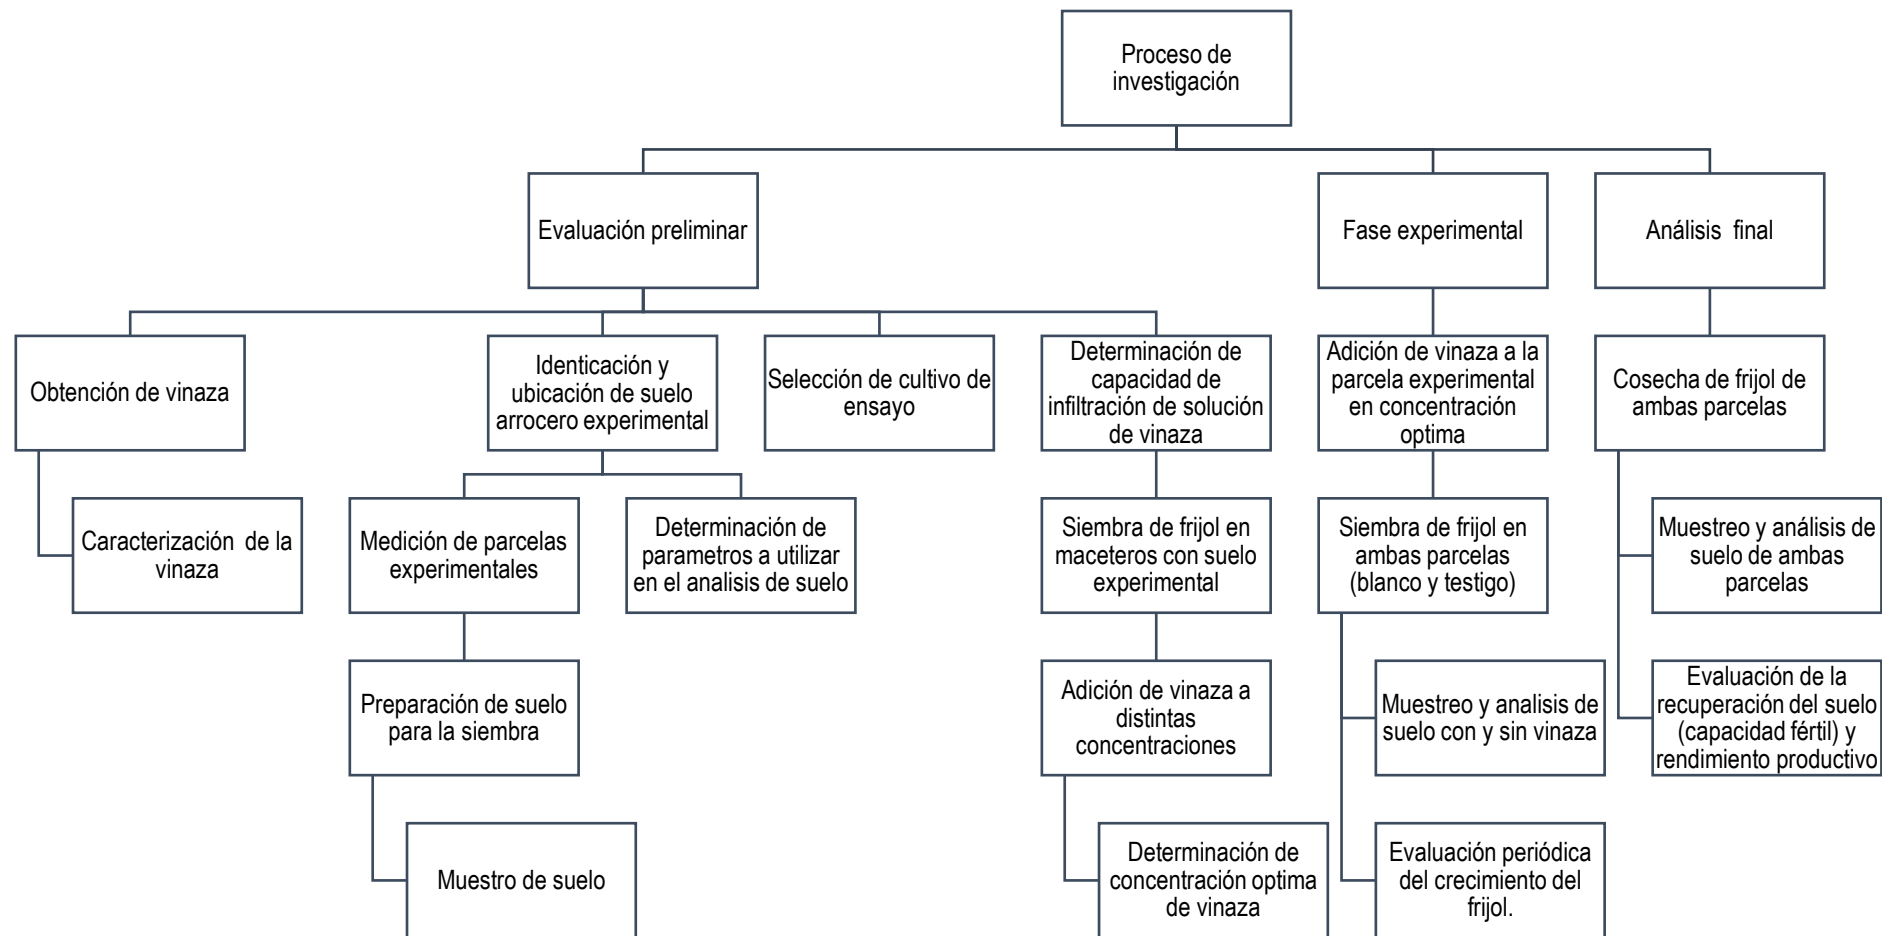 Proceso de
investigación
Evaluación preliminar
Fase experimental
Análisis final
Obtención de vinaza
Identicación y
ubicación de suelo
arrocero experimental
Selección de cultivo de
ensayo
Determinación de
capacidad de
infiltración de solución
de vinaza
Adición de vinaza a la
parcela experimental
en concentración
optima
Cosecha de frijol de
ambas parcelas
Caracterización de la
vinaza
Medición de parcelas
experimentales
Determinación de
parametros a utilizar
en el analisis de suelo
Siembra de frijol en
maceteros con suelo
experimental
Siembra de frijol en
ambas parcelas
(blanco y testigo)
Muestreo y análisis de
suelo de ambas
parcelas
Preparación de suelo
para la siembra
Adición de vinaza a
distintas
concentraciones
Muestreo y analisis de
suelo con y sin vinaza
Evaluación de la
recuperación del suelo
(capacidad fértil) y
rendimiento productivo
Muestro de suelo
Determinación de
concentración optima
de vinaza
Evaluación periódica
del crecimiento del
frijol.